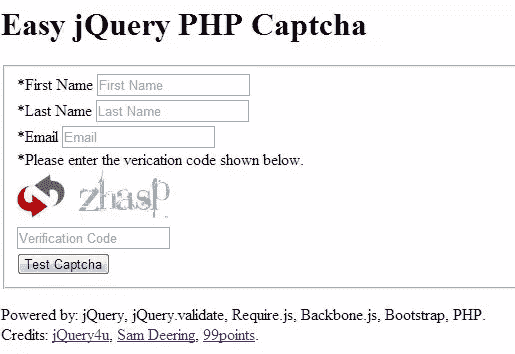 Easy jQuery PHP Captcha
*First Name First Name
*Last Name Last Name
*Email Email
*Please enter the verication code shown below.
zhasp
Verification Code
Test Captcha
Powered by: jQuery, jQuery.validate, Require.js, Backbone.js, Bootstrap, PHP.
Credits: jQuery4u, Sam Deering, 99points.